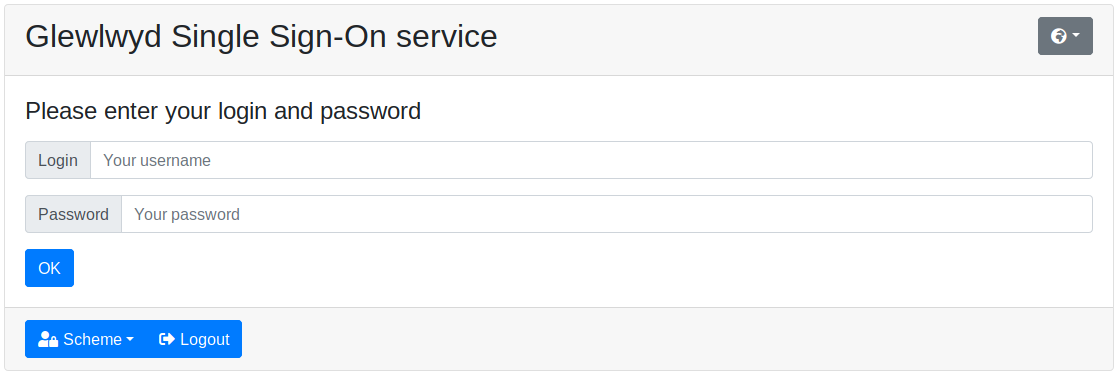 Glewlwyd Single Sign-On service
Please enter your login and password
Login Your username
Password Your password
OK
Scheme Logout